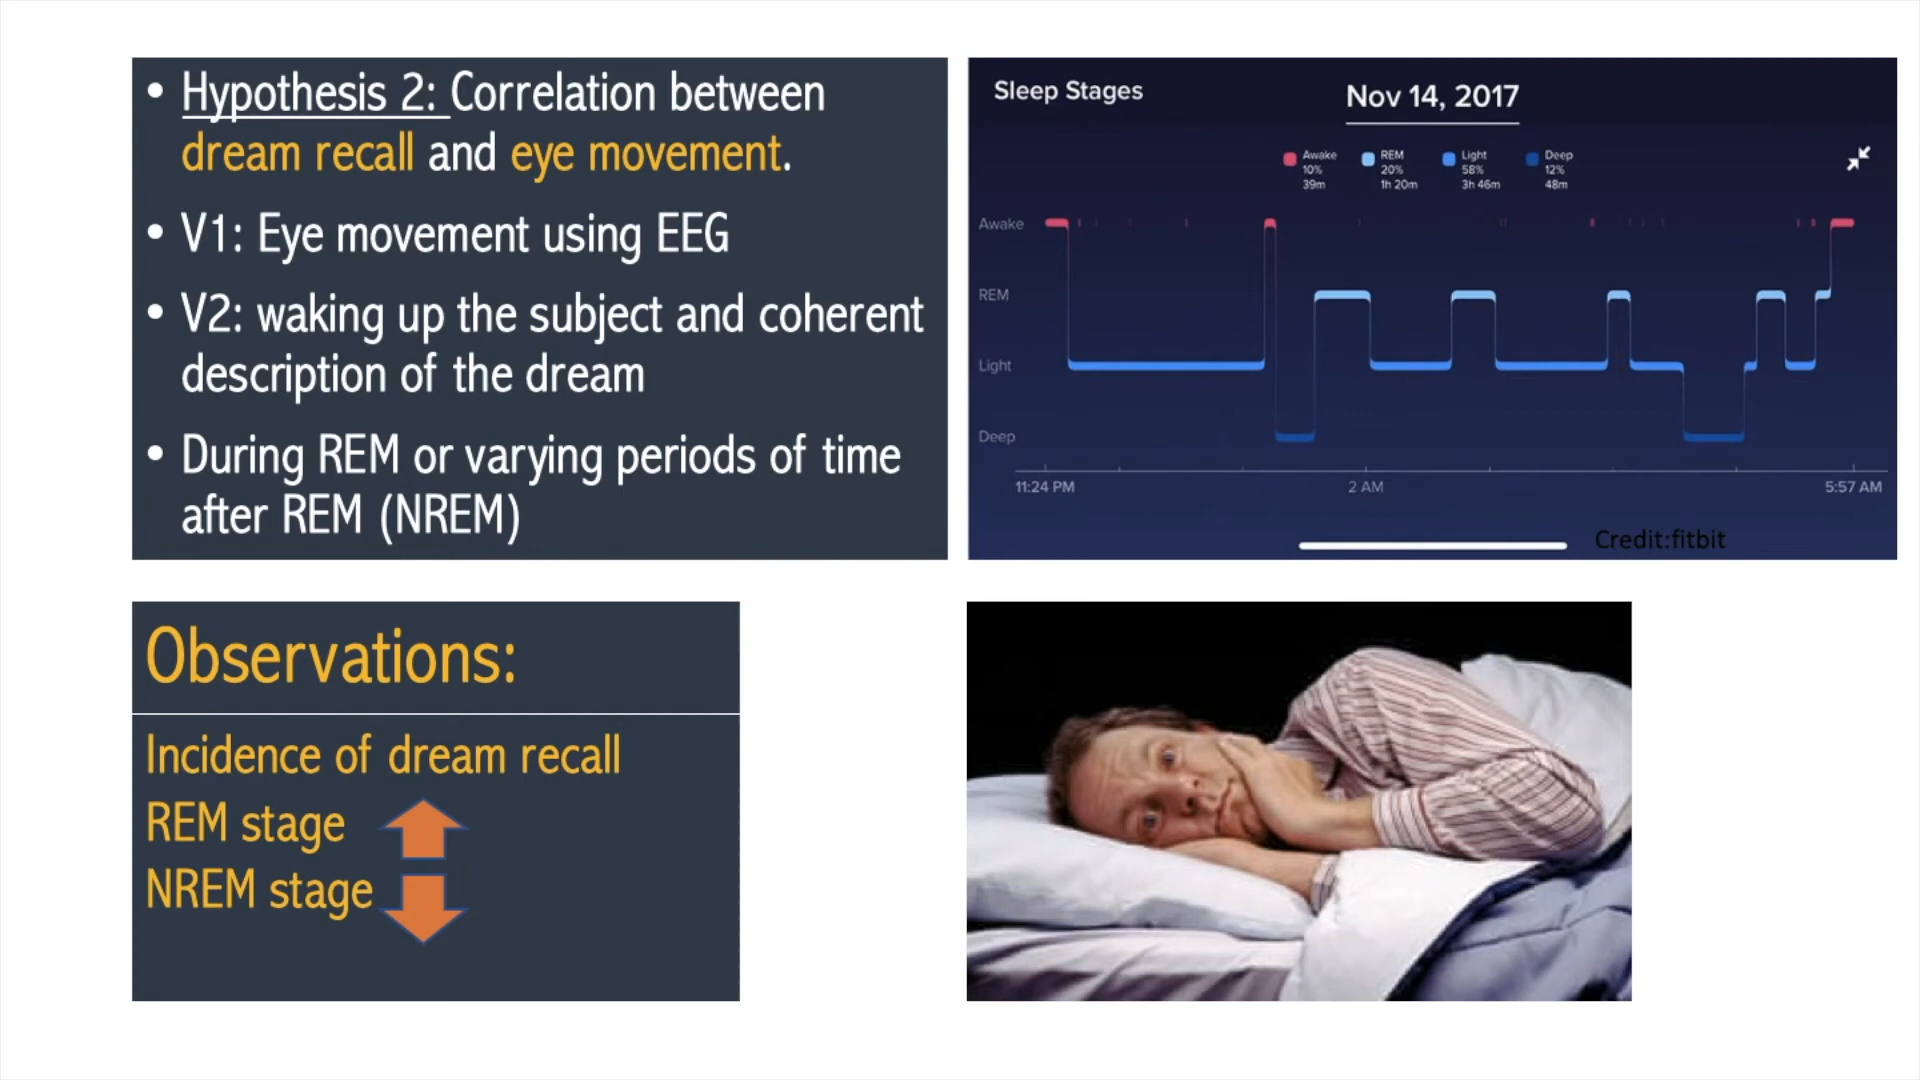 • Hypothesis 2: Correlation between
dream recall and eye movement.
• V1: Eye movement using EEG
• V2: waking up the subject and coherent
description of the dream
• During REM or varying periods of time
after REM (NREM)
Sleep Stages
Nov 14, 2017
Awake
10%
39m
REM
20%
1h 20m
Light
58%
3h 46m
Deep
12%
48m
Awake
REM
Light
Deep
11:24 PM
2 AM
5:57 AM
Credit:fitbit
Observations:
Incidence of dream recall
REM stage
NREM stage